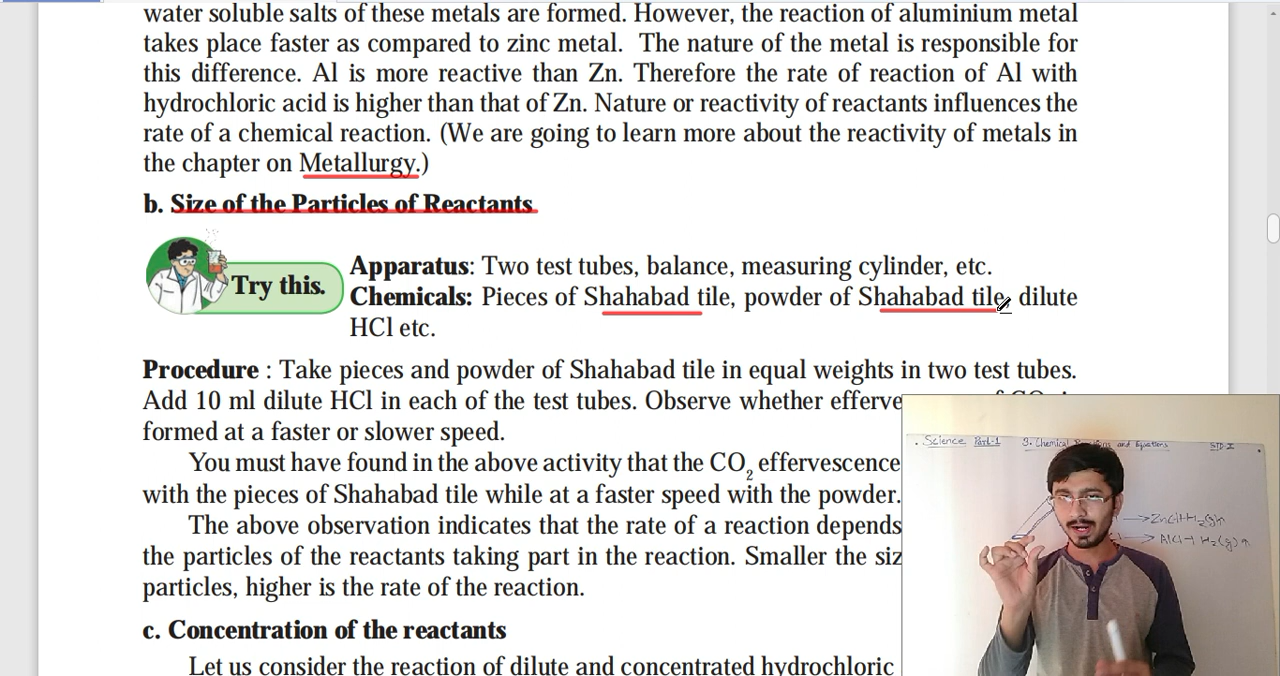 water soluble salts of these metals are formed. However, the reaction of aluminium metal
takes place faster as compared to zinc metal. The nature of the metal is responsible for
this difference. Al is more reactive than Zn. Therefore the rate of reaction of Al with
hydrochloric acid is higher than that of Zn. Nature or reactivity of reactants influences the
rate of a chemical reaction. (We are going to learn more about the reactivity of metals in
the chapter on Metallurgy.)
b. Size of the Particles of Reactants
Try this.
Apparatus: Two test tubes, balance, measuring cylinder, etc.
Chemicals: Pieces of Shahabad tile, powder of Shahabad tile, dilute
HCl etc.
Procedure : Take pieces and powder of Shahabad tile in equal weights in two test tubes.
Add 10 ml dilute HCl in each of the test tubes. Observe whether efferve
formed at a faster or slower speed.
You must have found in the above activity that the CO2 effervescence
with the pieces of Shahabad tile while at a faster speed with the powder.
The above observation indicates that the rate of a reaction depends
the particles of the reactants taking part in the reaction. Smaller the siz
particles, higher is the rate of the reaction.
c. Concentration of the reactants
Let us consider the reaction of dilute and concentrated hydrochloric
Science Part-1 3. Chemical and Equations